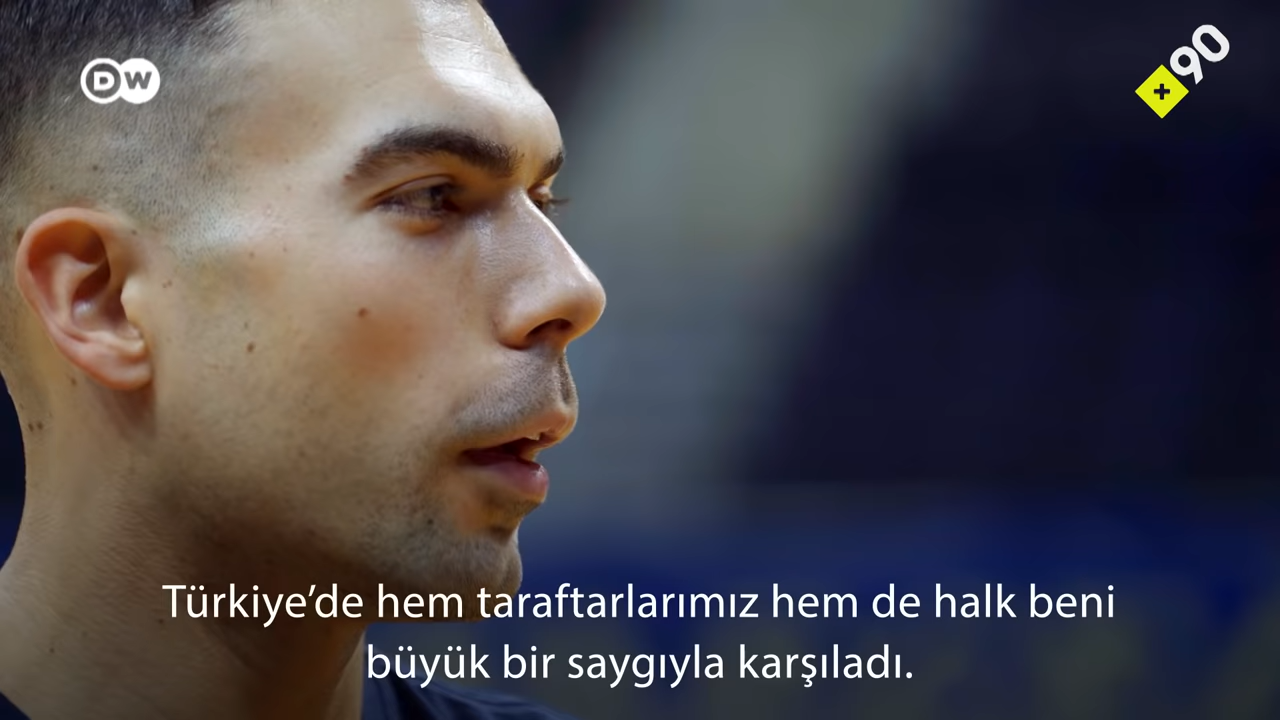 DW
+90
Türkiye’de hem taraftarlarımız hem de halk beni
büyük bir saygıyla karşıladı.